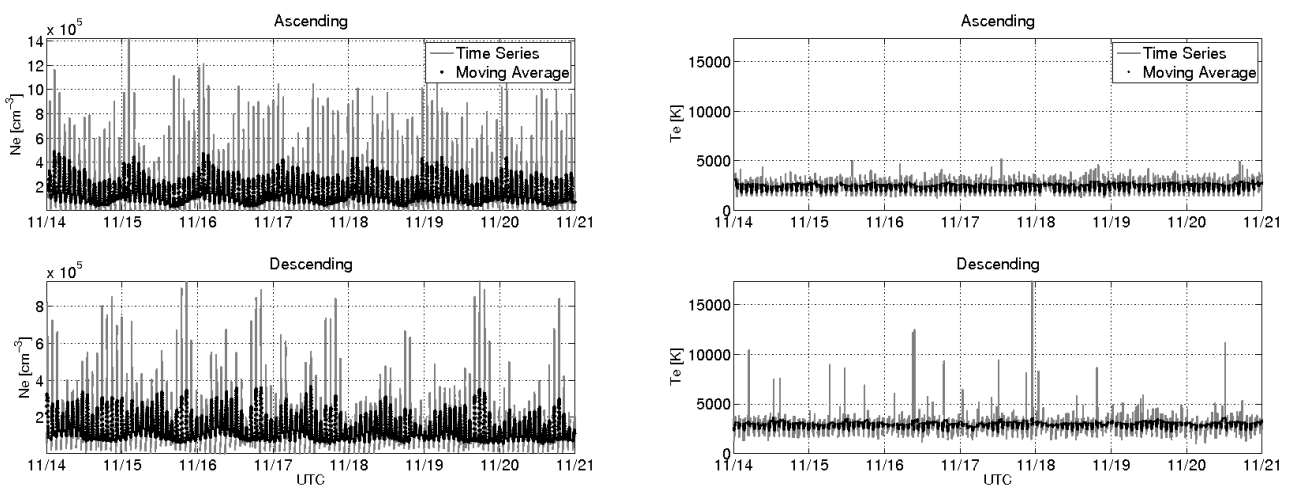 Ascending
x 10^5
14
12
10
8
6
4
2
Ne [cm^-3]
Time Series
Moving Average
11/14 11/15 11/16 11/17 11/18 11/19 11/20 11/21
Ascending
15000
10000
5000
0
Te [K]
Time Series
Moving Average
11/14 11/15 11/16 11/17 11/18 11/19 11/20 11/21
Descending
x 10^5
8
6
4
2
Ne [cm^-3]
11/14 11/15 11/16 11/17 11/18 11/19 11/20 11/21
UTC
Descending
15000
10000
5000
0
Te [K]
11/14 11/15 11/16 11/17 11/18 11/19 11/20 11/21
UTC